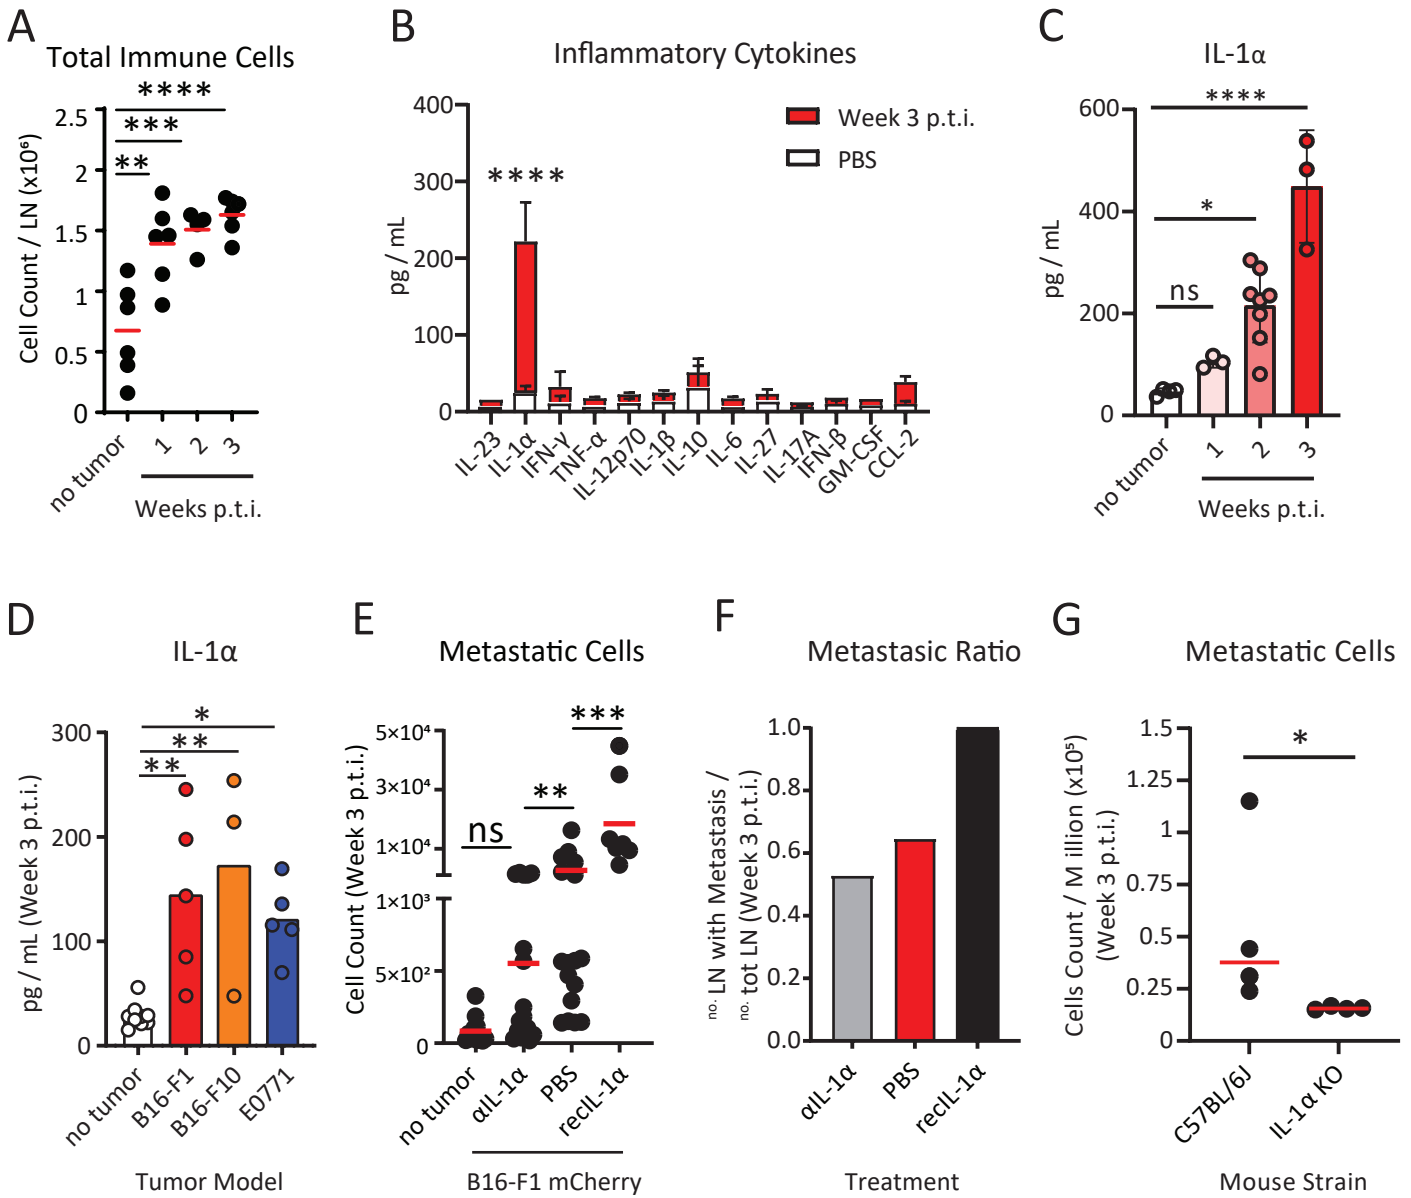 A
Total Immune Cells
****
***
**
2.5
2
1.5
1
0.5
0
Cell Count / LN (x10⁶)
no tumor
1
2
3
Weeks p.t.i.
B
Inflammatory Cytokines
400
300
200
100
0
pg / mL
Week 3 p.t.i.
PBS
****
IL-23
IL-1α
IFN-γ
TNF-α
IL-12p70
IL-1β
IL-10
IL-6
IL-27
IL-17A
IFN-β
GM-CSF
CCL-2
C
IL-1α
600
400
200
0
pg / mL
****
*
ns
no tumor
1
2
3
Weeks p.t.i.
D
IL-1α
300
200
100
0
pg / mL (Week 3 p.t.i.)
*
**
**
no tumor
B16-F1
B16-F10
E0771
Tumor Model
E
Metastatic Cells
5×10⁴
3×10⁴
1×10⁴
1×10³
5×10²
0
Cell Count (Week 3 p.t.i.)
***
**
ns
no tumor
αIL-1α
PBS
recIL-1α
B16-F1 mCherry
F
Metastasic Ratio
1.0
0.8
0.6
0.4
0.2
0.0
no. LN with Metastasis /
no. tot LN (Week 3 p.t.i.)
αIL-1α
PBS
recIL-1α
Treatment
G
Metastatic Cells
1.5
1.25
1
0.75
0.5
0.25
0
Cells Count / M illion (x10⁵)
(Week 3 p.t.i.)
*
C57BL/6J
IL-1α KO
Mouse Strain